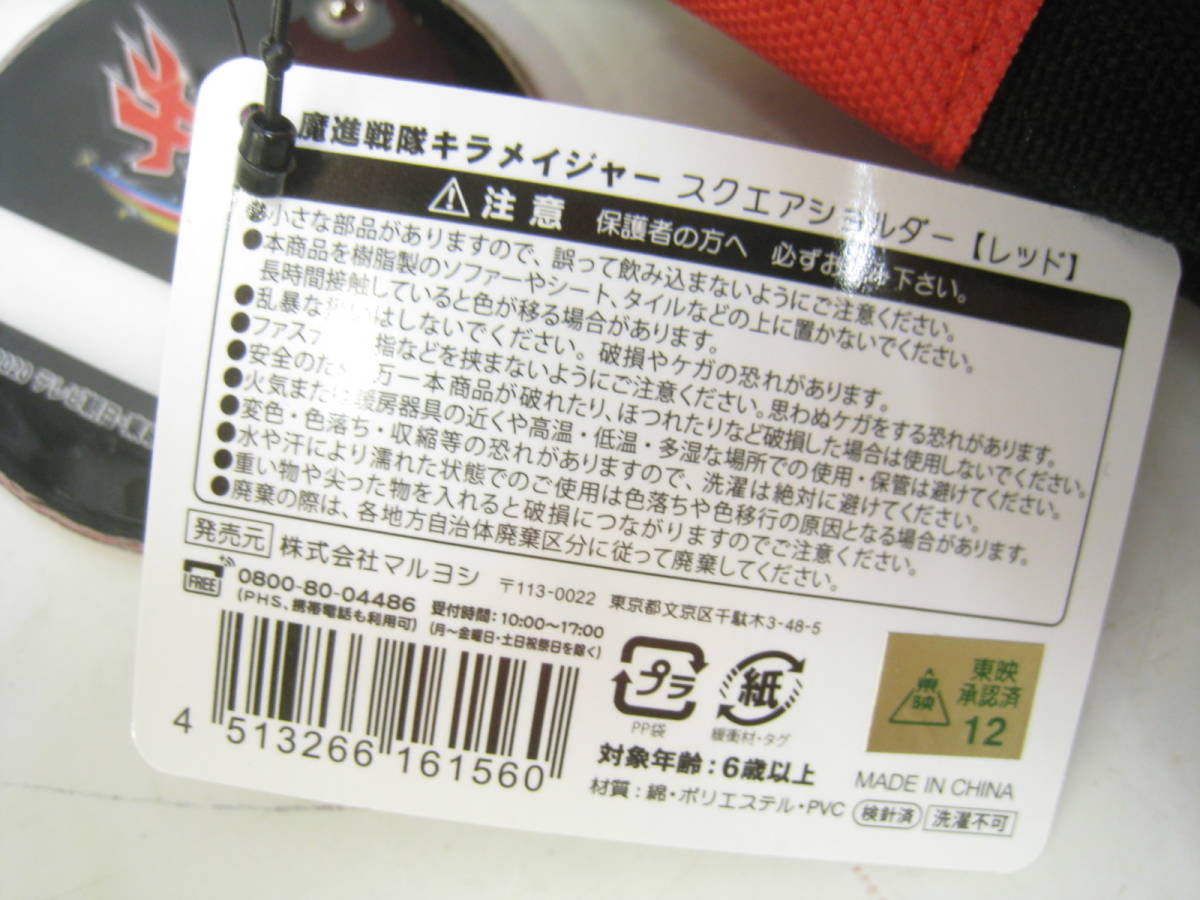 魔進戦隊キラメイジャー スクエアショルダー【レッド】
注意 保護者の方へ 必ずお 下さい。
小さな部品がありますので、誤って飲み込まないようにご注意ください。
●本商品を樹脂製のソファーやシート、タイルなどの上に置かないでください。
長時間接触していると色が移る場合があります。
●乱暴な はしないでください。破損やケガの恐れがあります。
●ファス 指などを挟まないようにご注意ください。思わぬケガをする恐れがあります。
●安全のた 万一本商品が破れたり、ほつれたりなど破損した場合は使用しないでください。
●火気または暖房器具の近くや高温・低温・多湿な場所での使用・保管は避けてください。
●変色・色落ち・収縮等の恐れがありますので、洗濯は絶対に避けてください。
●水や汗により濡れた状態でのご使用は色落ちや色移行の原因となる場合があります。
●重い物や尖った物を入れると破損につながりますのでご注意ください。
●廃棄の際は、各地方自治体廃棄区分に従って廃棄してください。
発売元 株式会社マルヨシ 〒113-0022 東京都文京区千駄木3-48-5
FREE 0800-80-04486 受付時間:10:00〜17:00
(PHS、携帯電話も利用可) (月〜金曜日・土日祝祭日を除く)
4 513266 161560
プラ
PP袋
紙
緩衝材・タグ
対象年齢:6歳以上
材質:綿・ポリエステル・PVC
東映
東映
承認済
12
MADE IN CHINA
検針済 洗濯不可
2020 テレビ朝日・東